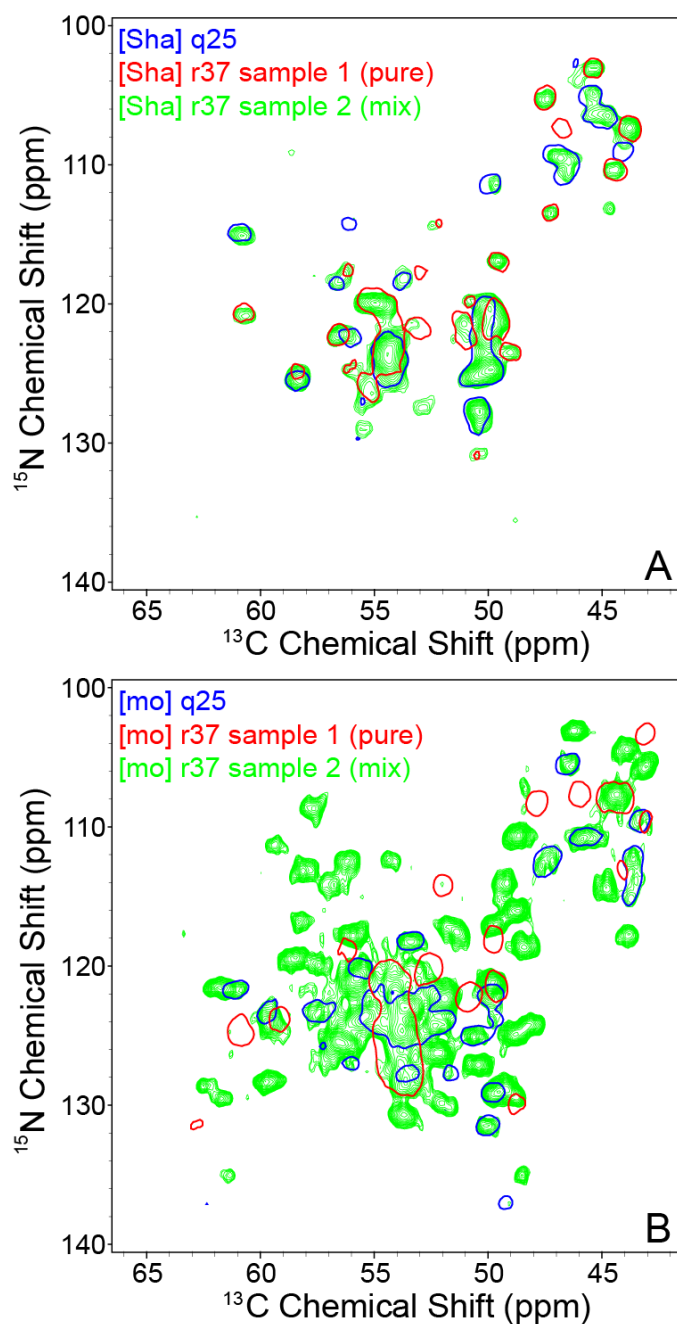 [Sha] q25
[Sha] r37 sample 1 (pure)
[Sha] r37 sample 2 (mix)
100
110
120
130
140
15N Chemical Shift (ppm)
A
65 60 55 50 45
13C Chemical Shift (ppm)
[mo] q25
[mo] r37 sample 1 (pure)
[mo] r37 sample 2 (mix)
100
110
120
130
140
15N Chemical Shift (ppm)
B
65 60 55 50 45
13C Chemical Shift (ppm)